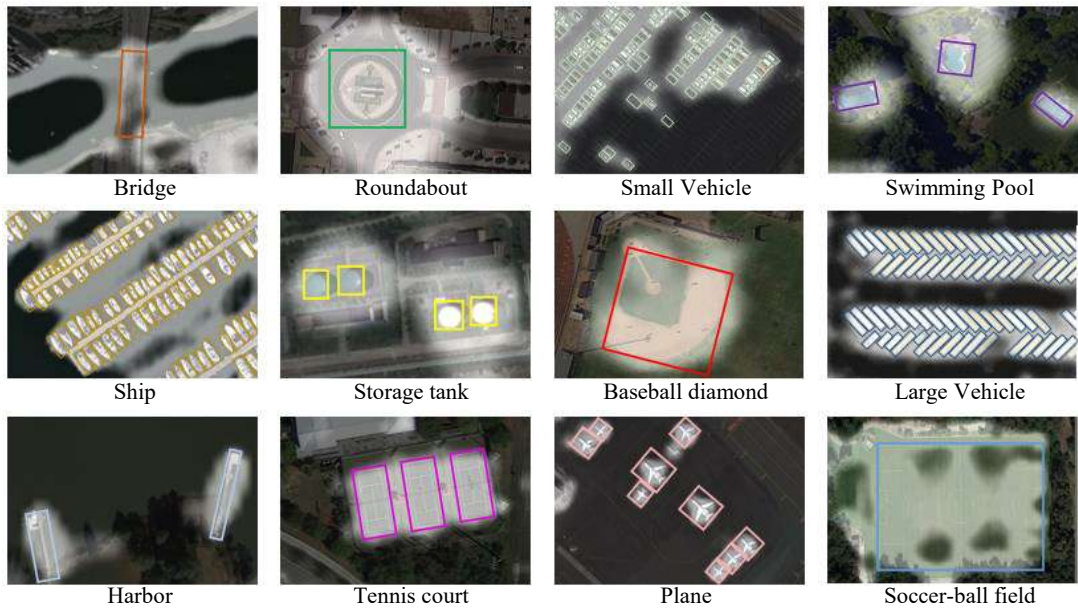 Bridge
Roundabout
Small Vehicle
Swimming Pool
Ship
Storage tank
Baseball diamond
Large Vehicle
Harbor
Tennis court
Plane
Soccer-ball field